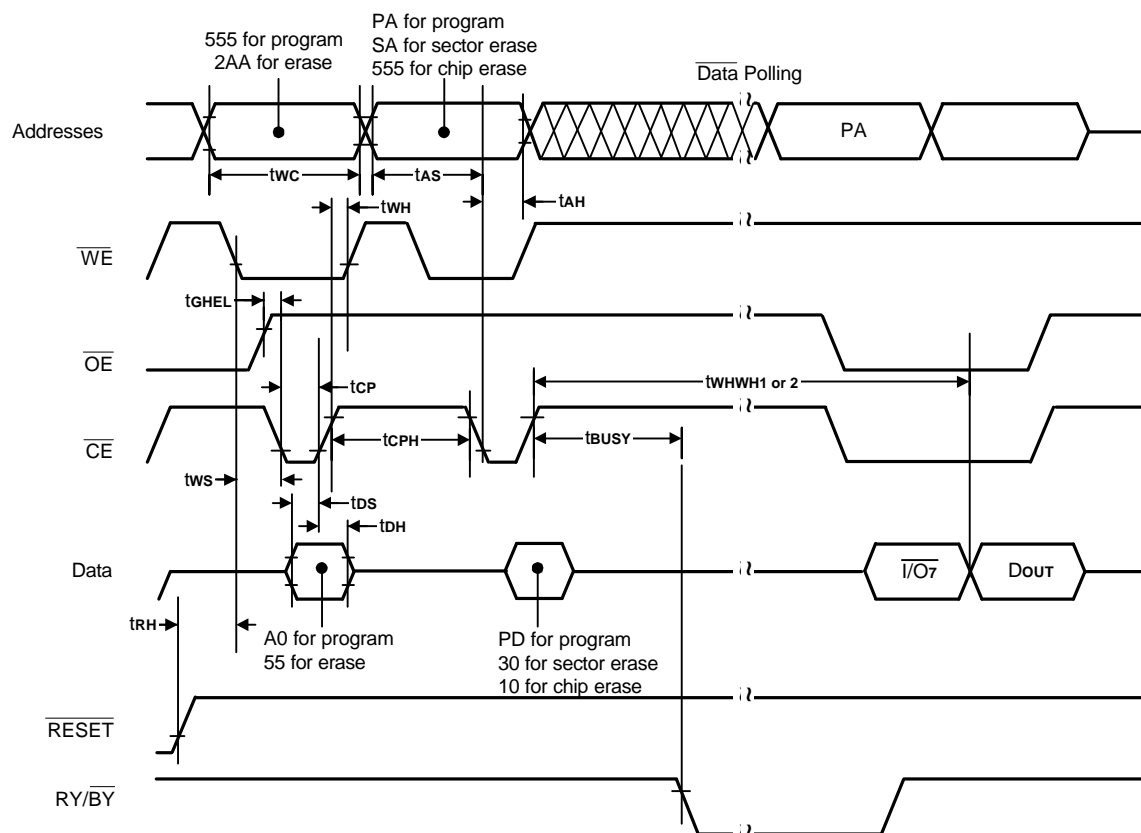 555 for program
2AA for erase
PA for program
SA for sector erase
555 for chip erase
Data Polling
Addresses
PA
tWC
tAS
tWH
tAH
WE
tGHEL
OE
tCP
tWHWH1 or 2
CE
tCPH
tBUSY
tWS
tDS
tDH
Data
I/O7
DOUT
tRH
A0 for program
55 for erase
PD for program
30 for sector erase
10 for chip erase
RESET
RY/BY